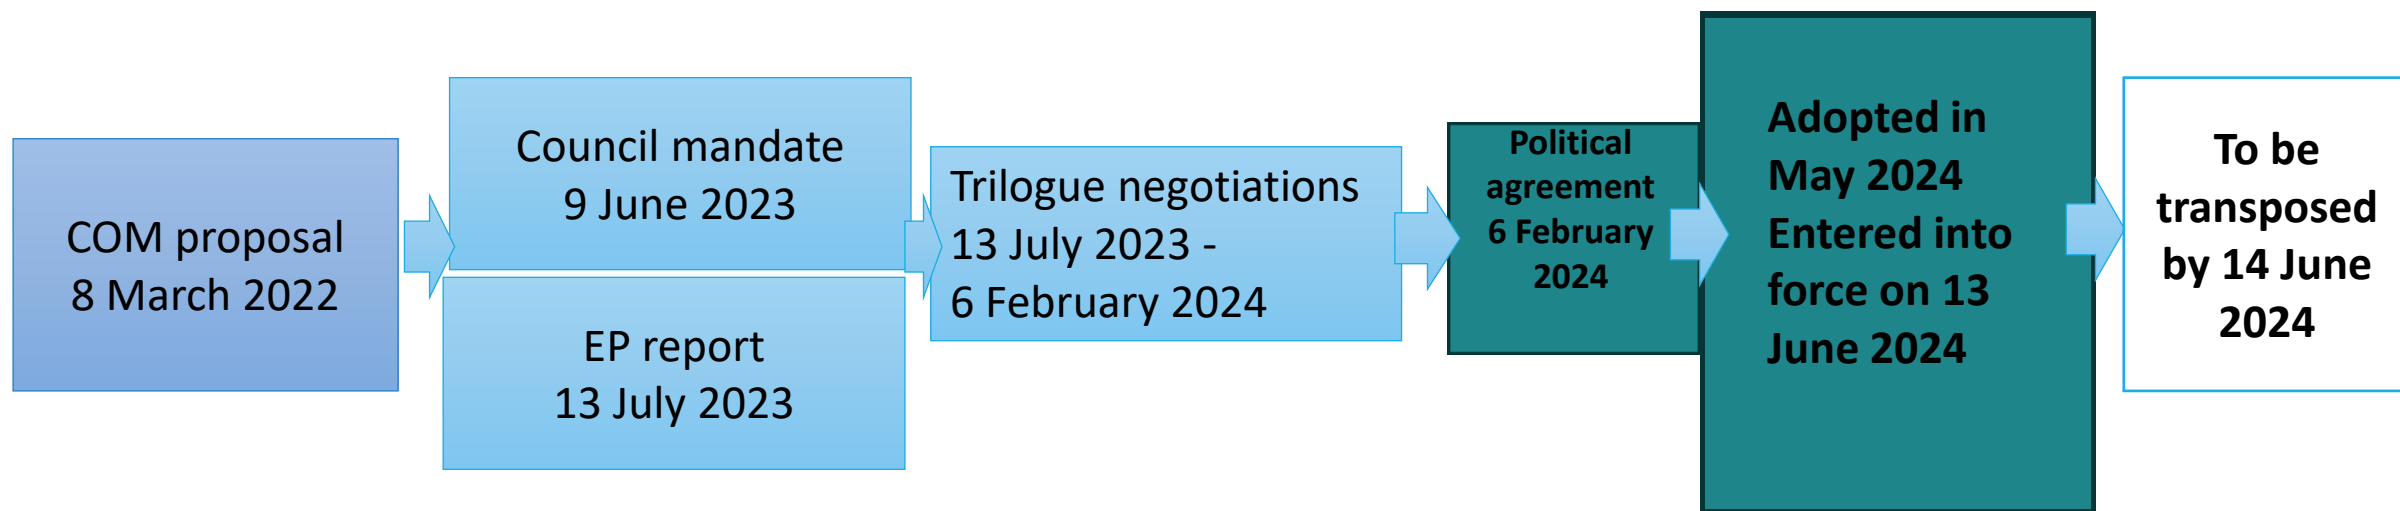 COM proposal
8 March 2022
Council mandate
9 June 2023
EP report
13 July 2023
Trilogue negotiations
13 July 2023 -
6 February 2024
Political
agreement
6 February
2024
Adopted in
May 2024
Entered into
force on 13
June 2024
To be
transposed
by 14 June
2024